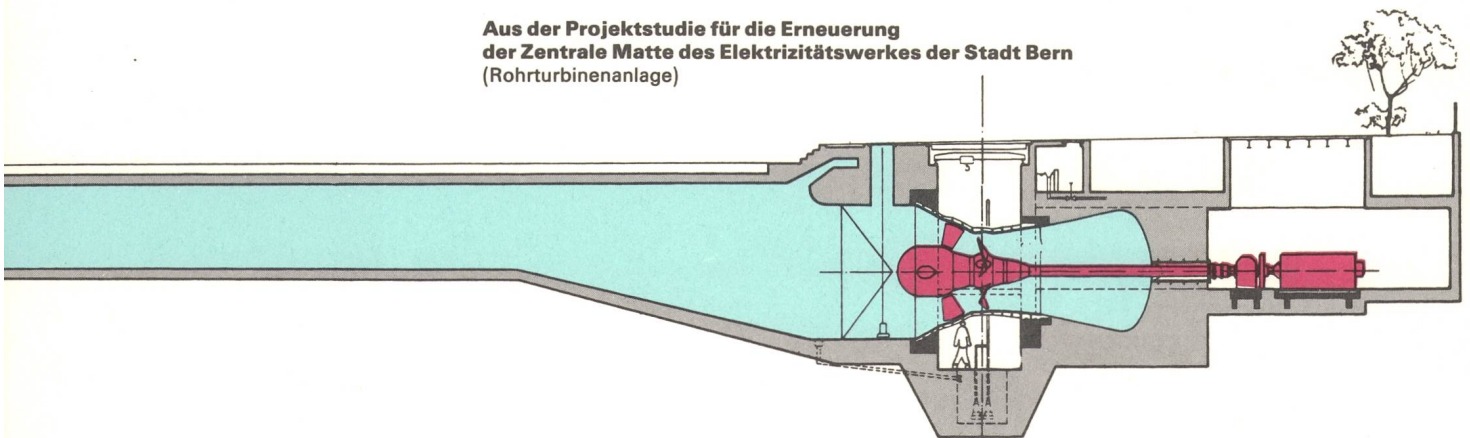 Aus der Projektstudie für die Erneuerung
der Zentrale Matte des Elektrizitätswerkes der Stadt Bern
(Rohrturbinenanlage)